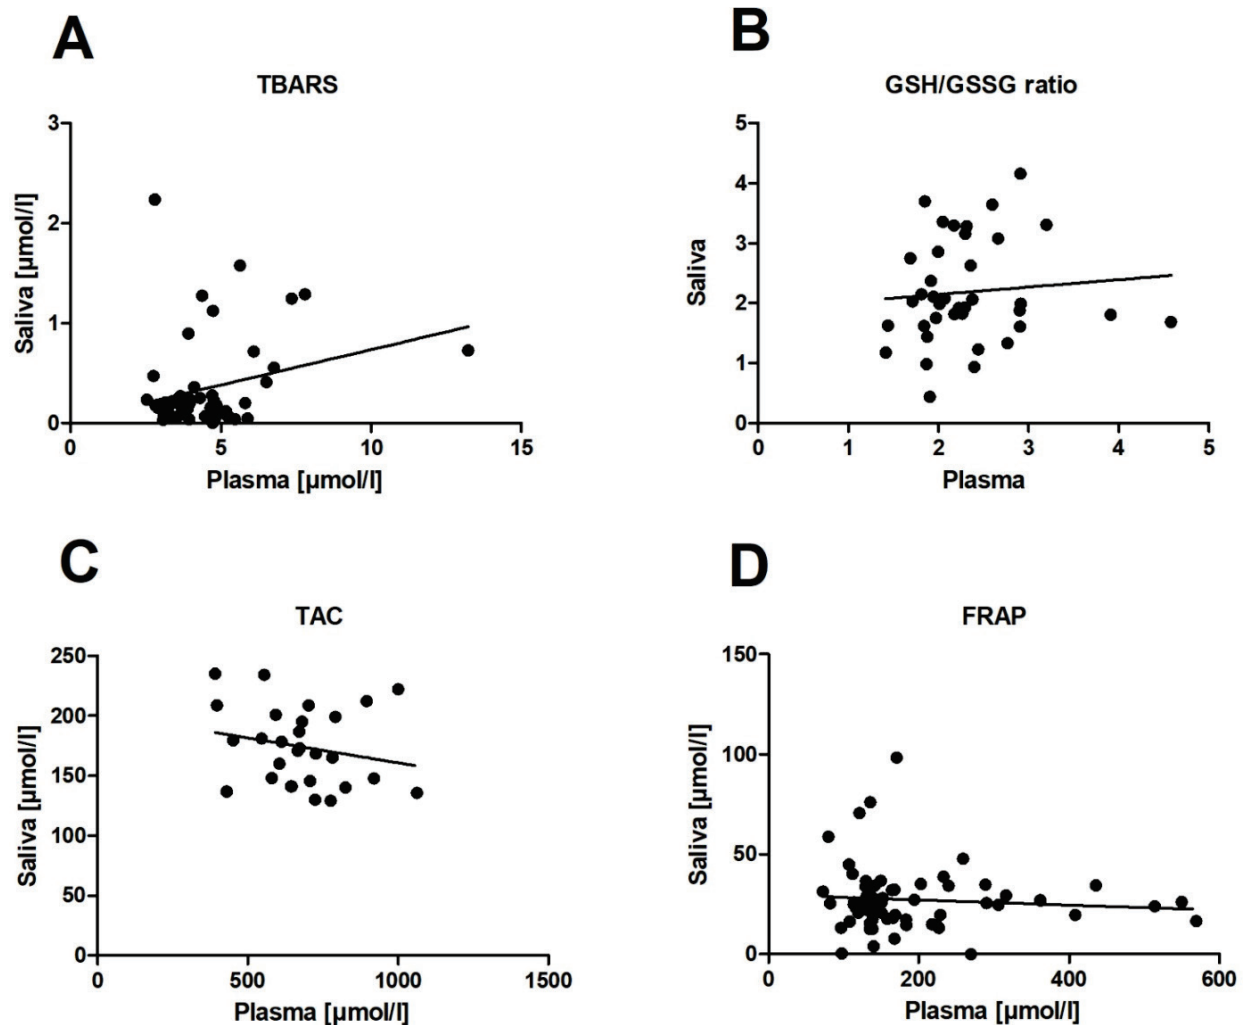 A
TBARS
3
2
1
0
0
5
10
15
Saliva [µmol/l]
Plasma [µmol/l]
B
GSH/GSSG ratio
5
4
3
2
1
0
0
1
2
3
4
5
Saliva
Plasma
C
TAC
250
200
150
100
50
0
0
500
1000
1500
Saliva [µmol/l]
Plasma [µmol/l]
D
FRAP
150
100
50
0
0
200
400
600
Saliva [µmol/l]
Plasma [µmol/l]